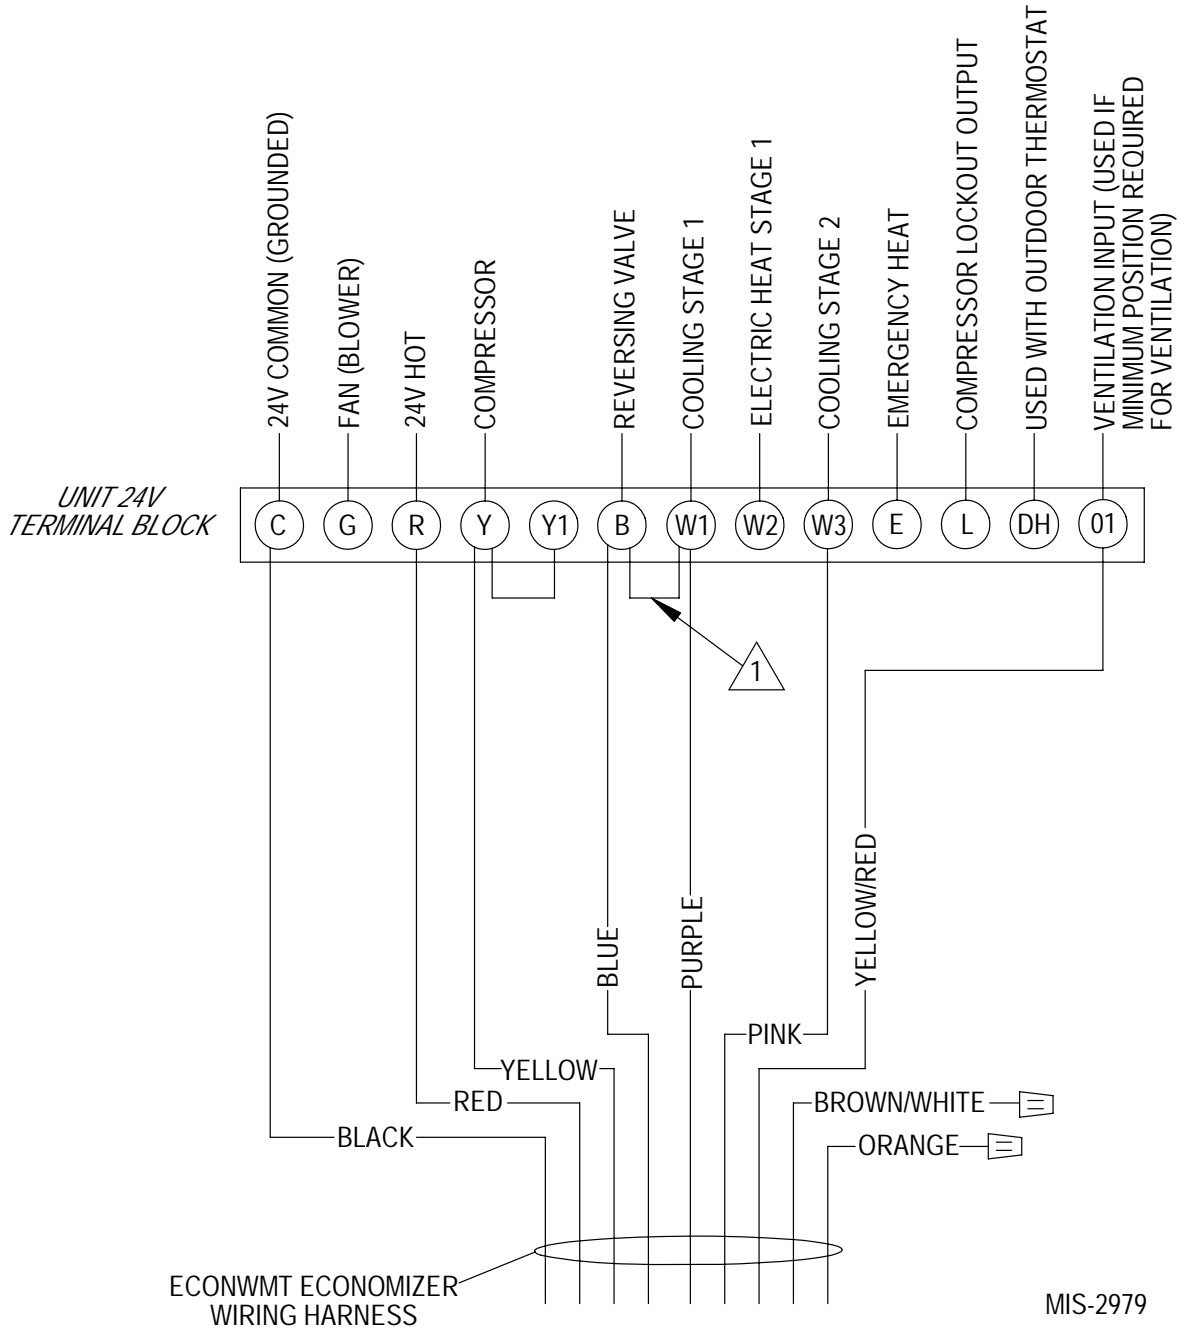 24V COMMON (GROUNDED)
FAN (BLOWER)
24V HOT
COMPRESSOR
REVERSING VALVE
COOLING STAGE 1
ELECTRIC HEAT STAGE 1
COOLING STAGE 2
EMERGENCY HEAT
COMPRESSOR LOCKOUT OUTPUT
USED WITH OUTDOOR THERMOSTAT
VENTILATION INPUT (USED IF
MINIMUM POSITION REQUIRED
FOR VENTILATION)
UNIT 24V
TERMINAL BLOCK
C G R Y Y1 B W1 W2 W3 E L DH 01
1
BLUE
PURPLE
YELLOW/RED
PINK
YELLOW
RED
BROWN/WHITE
BLACK
ORANGE
ECONWMT ECONOMIZER
WIRING HARNESS
MIS-2979